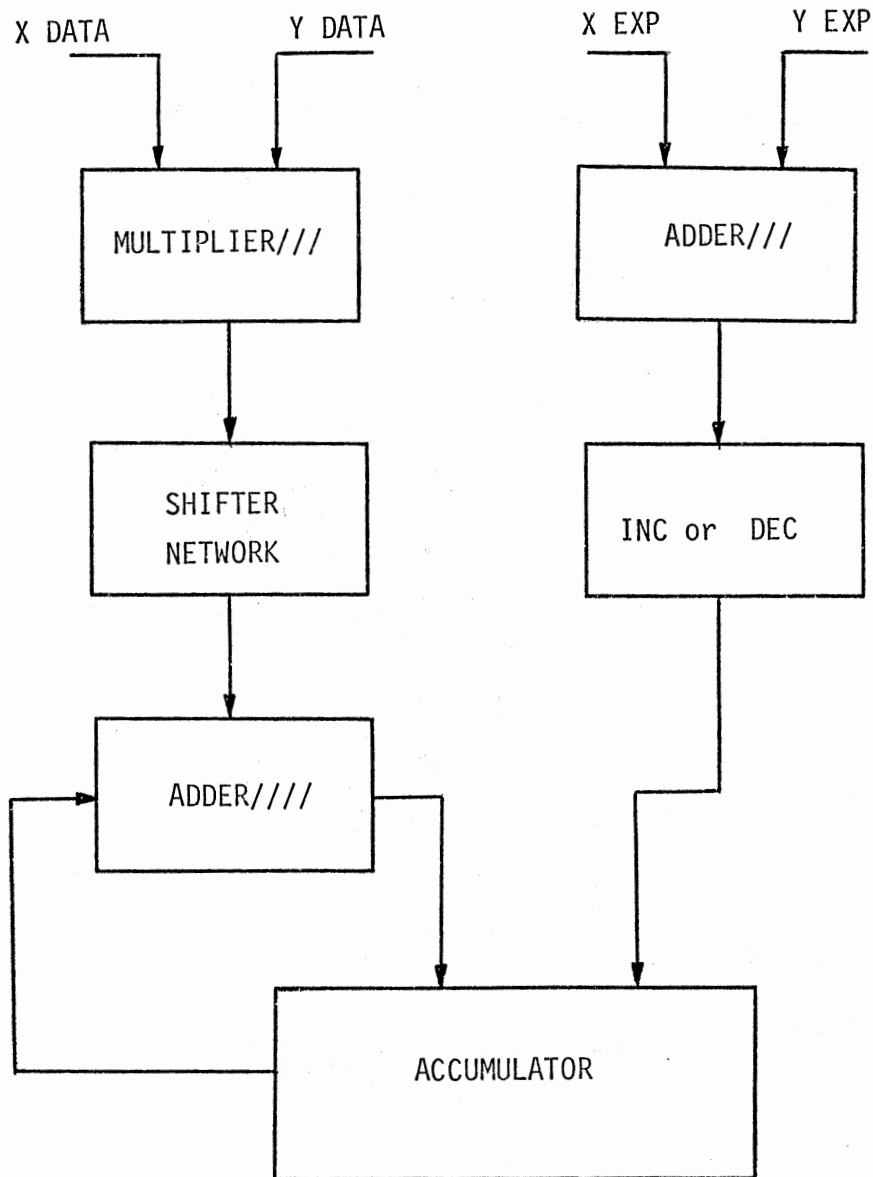 X DATA
Y DATA
X EXP
Y EXP
MULTIPLIER///
ADDER///
SHIFTER
NETWORK
INC or DEC
ADDER////
ACCUMULATOR